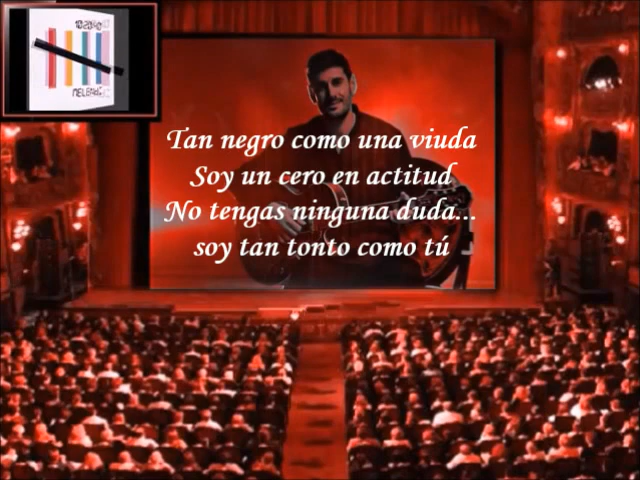 MELENDI
Tan negro como una viuda
Soy un cero en actitud
No tengas ninguna duda...
soy tan tonto como tú